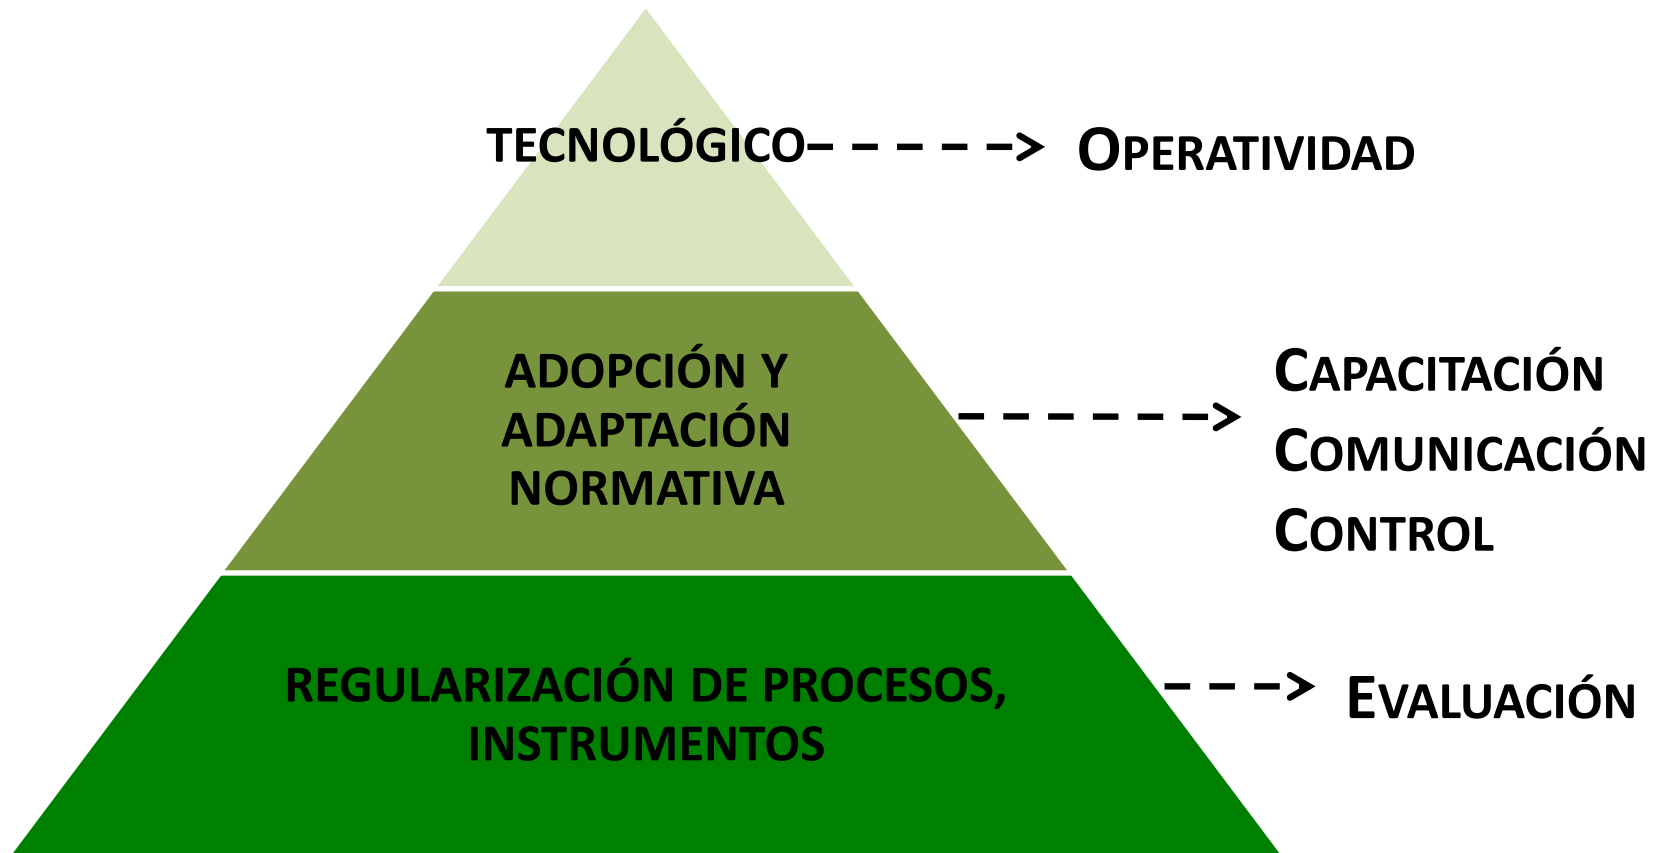 TECNOLÓGICO
OPERATIVIDAD
ADOPCIÓN Y
ADAPTACIÓN
NORMATIVA
CAPACITACIÓN
COMUNICACIÓN
CONTROL
REGULARIZACIÓN DE PROCESOS,
INSTRUMENTOS
EVALUACIÓN